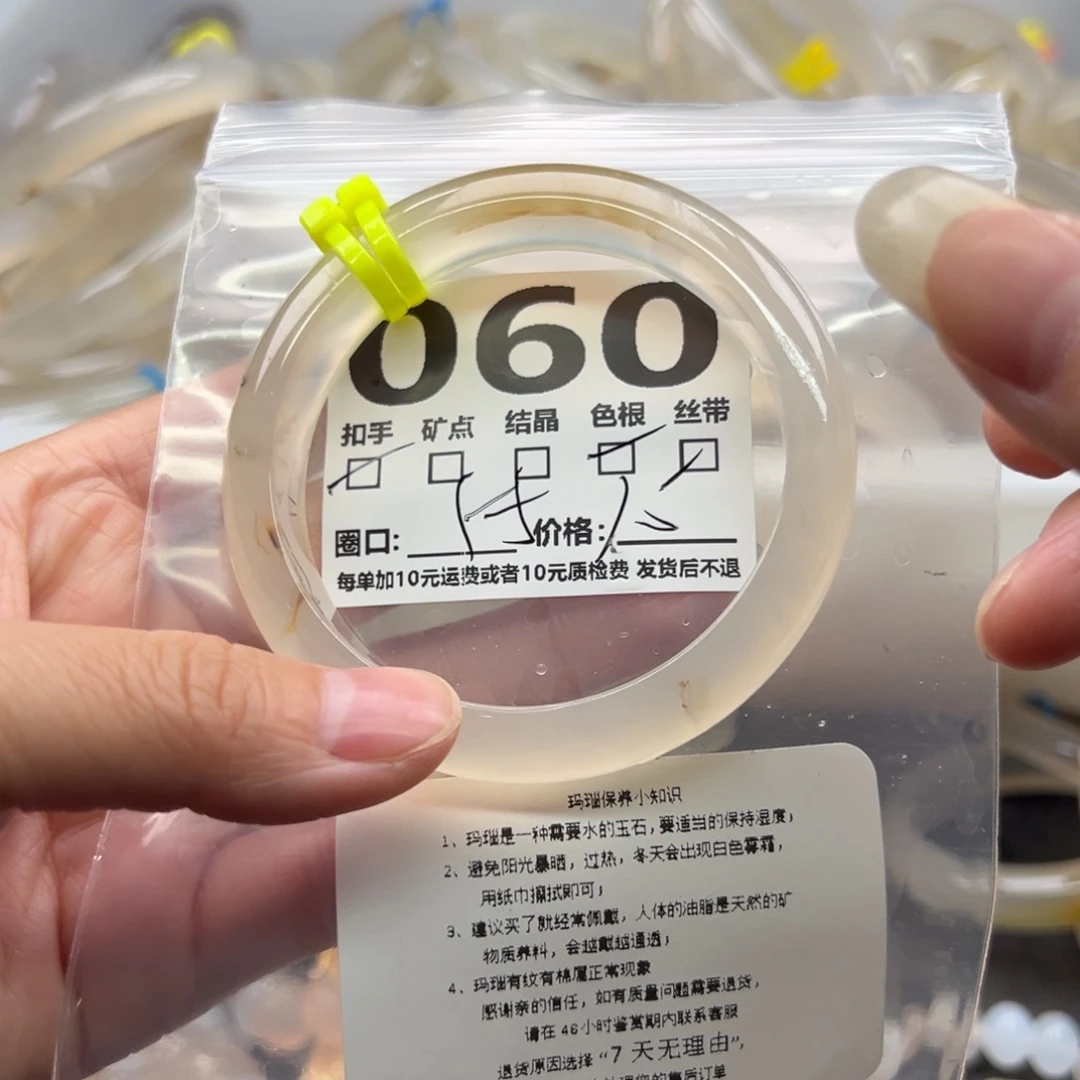 060
扣手 矿点 结晶 色根 丝带
圈口: 价格:
每单加10元运费或者10元质检费 发货后不退
玛瑙保养小知识
1、玛瑙是一种需要水的玉石,要适当的保持湿度;
2、避免阳光暴晒,过热,冬天会出现白色雾霜,
用纸巾擦拭即可;
3、建议买了就经常佩戴,人体的油脂是天然的矿
物质养料,会越戴越通透;
4、玛瑙有纹有棉属正常现象
感谢亲的信任,如有质量问题需要退货,
请在48小时鉴赏期内联系客服
退货原因选择“7天无理由”,
的售后订单